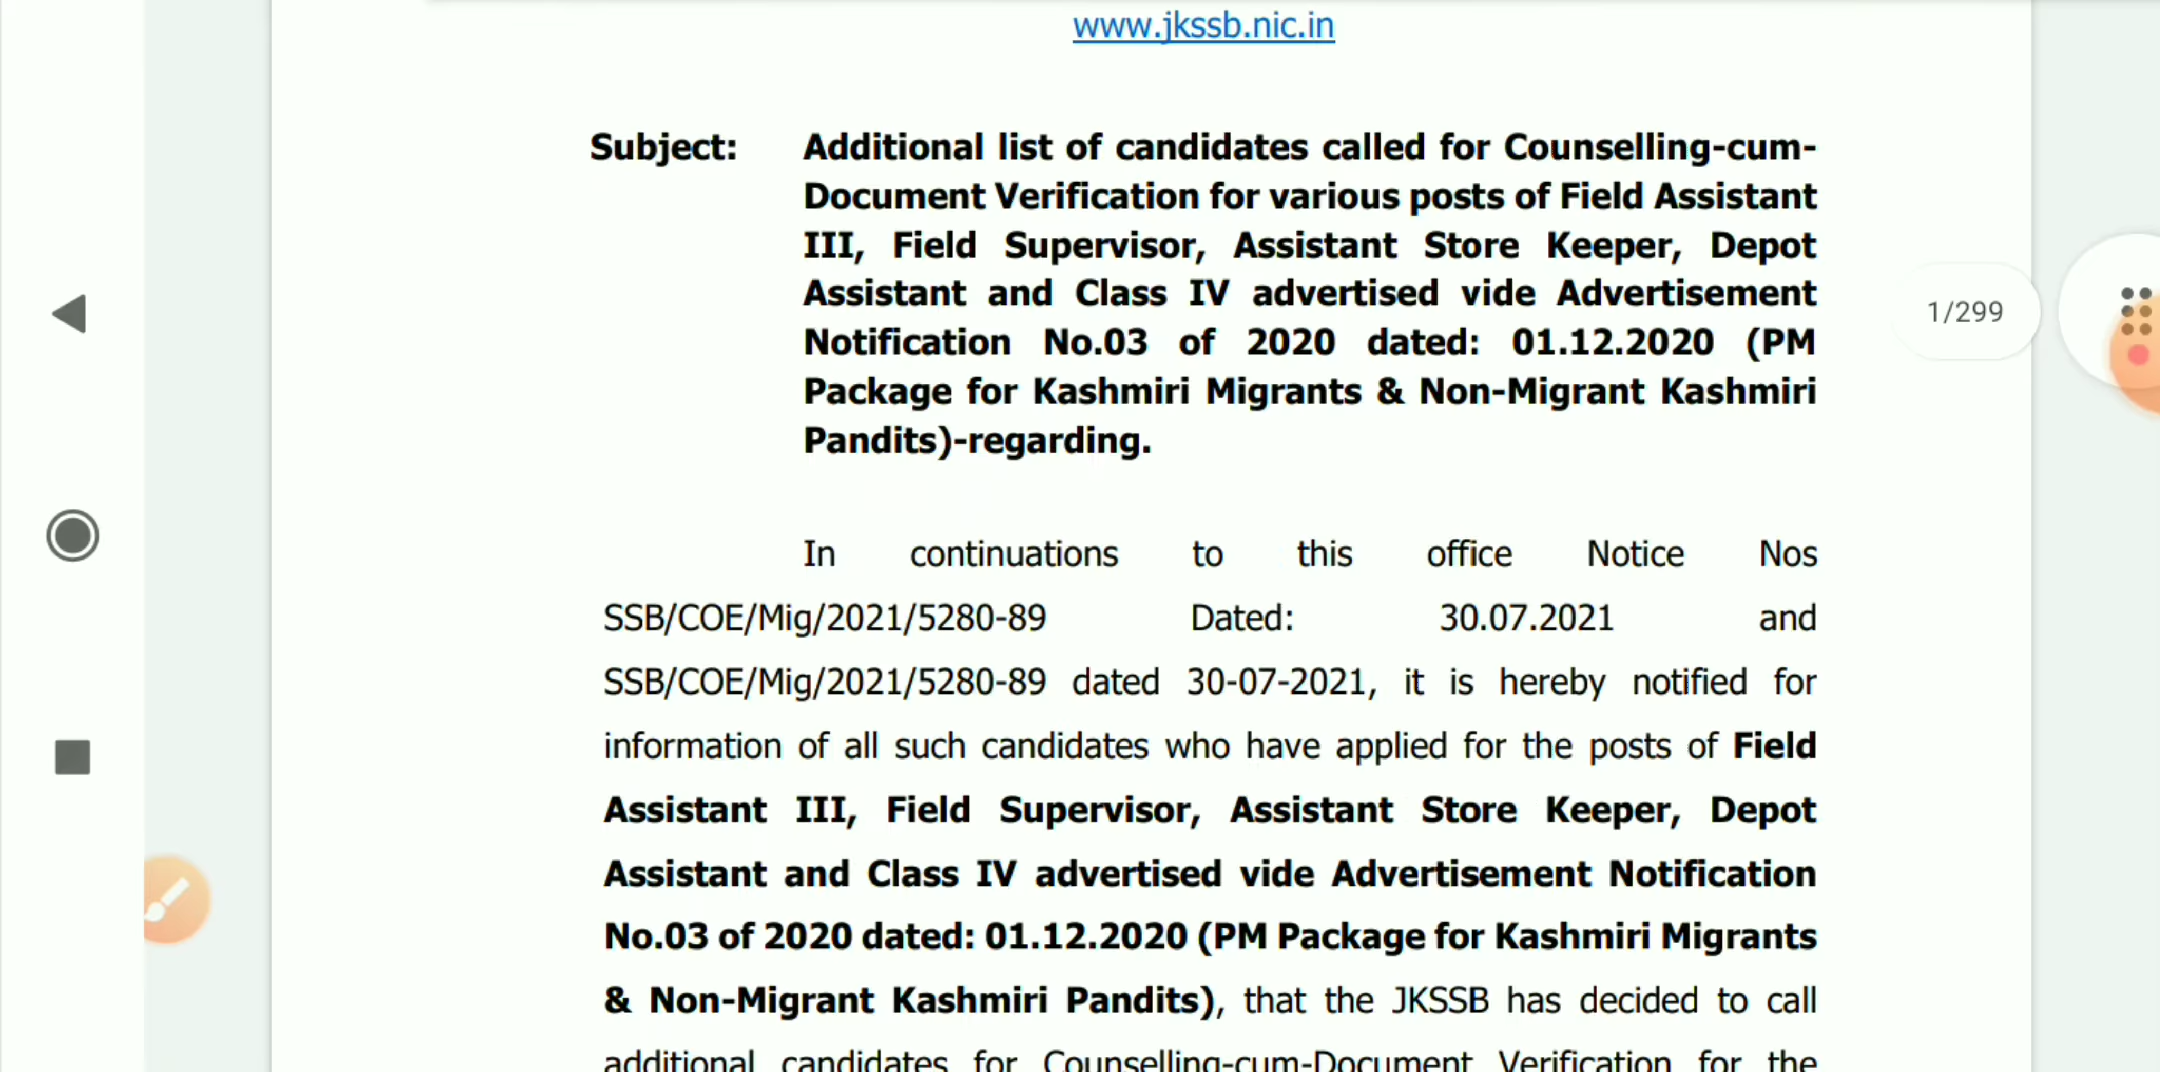 www.jkssb.nic.in
Subject: Additional list of candidates called for Counselling-cum-
Document Verification for various posts of Field Assistant
III, Field Supervisor, Assistant Store Keeper, Depot
Assistant and Class IV advertised vide Advertisement
Notification No.03 of 2020 dated: 01.12.2020 (PM
Package for Kashmiri Migrants & Non-Migrant Kashmiri
Pandits)-regarding.
1/299
In continuations to this office Notice Nos
SSB/COE/Mig/2021/5280-89 Dated: 30.07.2021 and
SSB/COE/Mig/2021/5280-89 dated 30-07-2021, it is hereby notified for
information of all such candidates who have applied for the posts of Field
Assistant III, Field Supervisor, Assistant Store Keeper, Depot
Assistant and Class IV advertised vide Advertisement Notification
No.03 of 2020 dated: 01.12.2020 (PM Package for Kashmiri Migrants
& Non-Migrant Kashmiri Pandits), that the JKSSB has decided to call
additional candidates for Counselling-cum-Document Verification for the